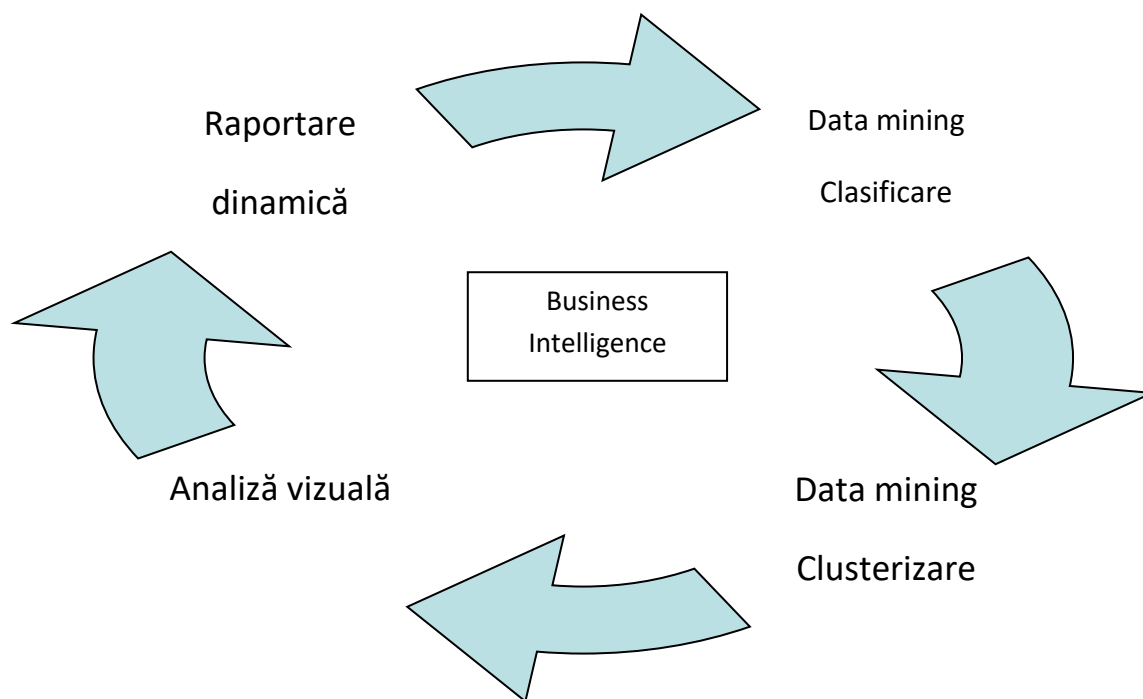 Raportare
dinamică
Data mining
Clasificare
Business
Intelligence
Analiză vizuală
Data mining
Clusterizare